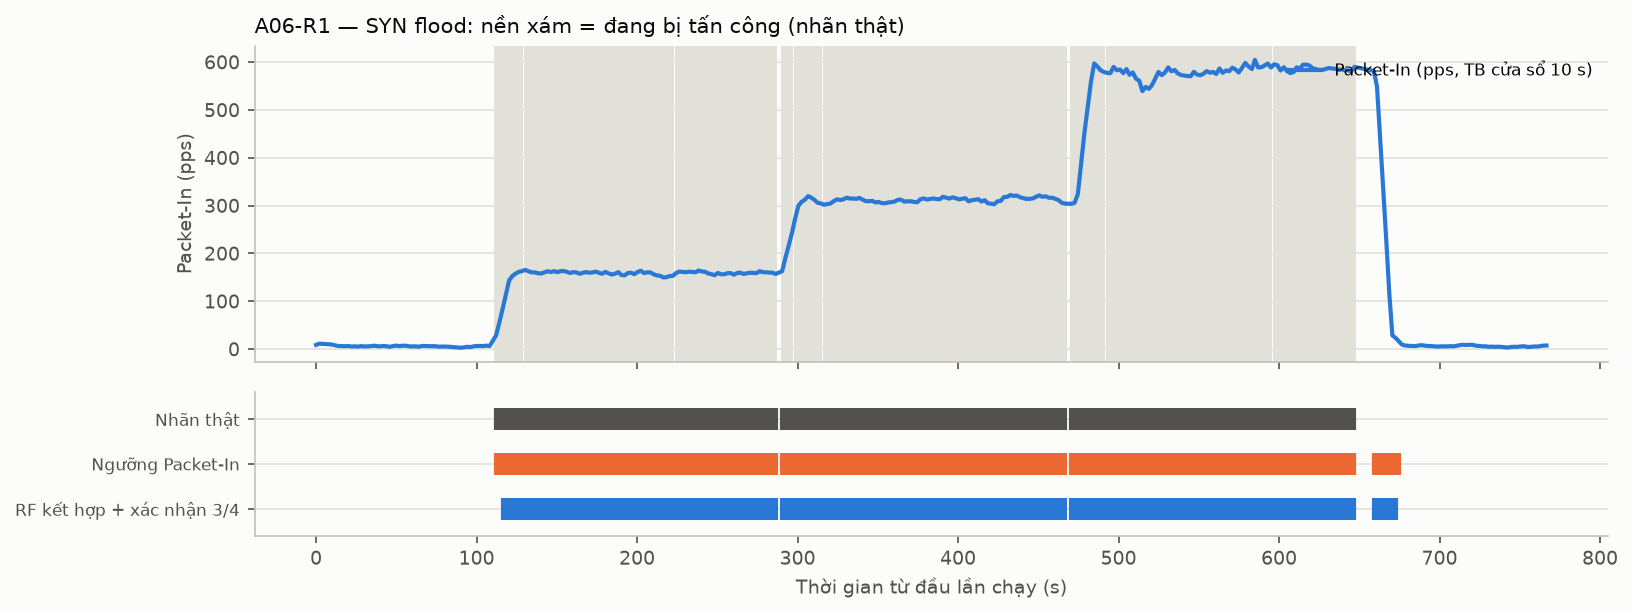 A06-R1 — SYN flood: nền xám = đang bị tấn công (nhãn thật)
Packet-In (pps)
600
500
400
300
200
100
0
Packet-In (pps, TB cửa sổ 10 s)
Nhãn thật
Ngưỡng Packet-In
RF kết hợp + xác nhận 3/4
0 100 200 300 400 500 600 700 800
Thời gian từ đầu lần chạy (s)